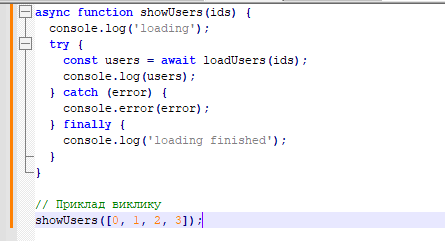 async function showUsers(ids) {
  console.log('loading');
  try {
    const users = await loadUsers(ids);
    console.log(users);
  } catch (error) {
    console.error(error);
  } finally {
    console.log('loading finished');
  }
}

// Приклад виклику
showUsers([0, 1, 2, 3]);